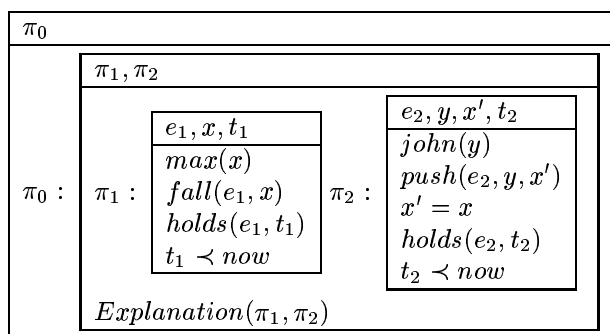 π₀
π₁, π₂
π₀ :
π₁ :
e₁, x, t₁
max(x)
fall(e₁, x)
holds(e₁, t₁)
t₁ ≺ now
π₂ :
e₂, y, x′, t₂
john(y)
push(e₂, y, x′)
x′ = x
holds(e₂, t₂)
t₂ ≺ now
Explanation(π₁, π₂)